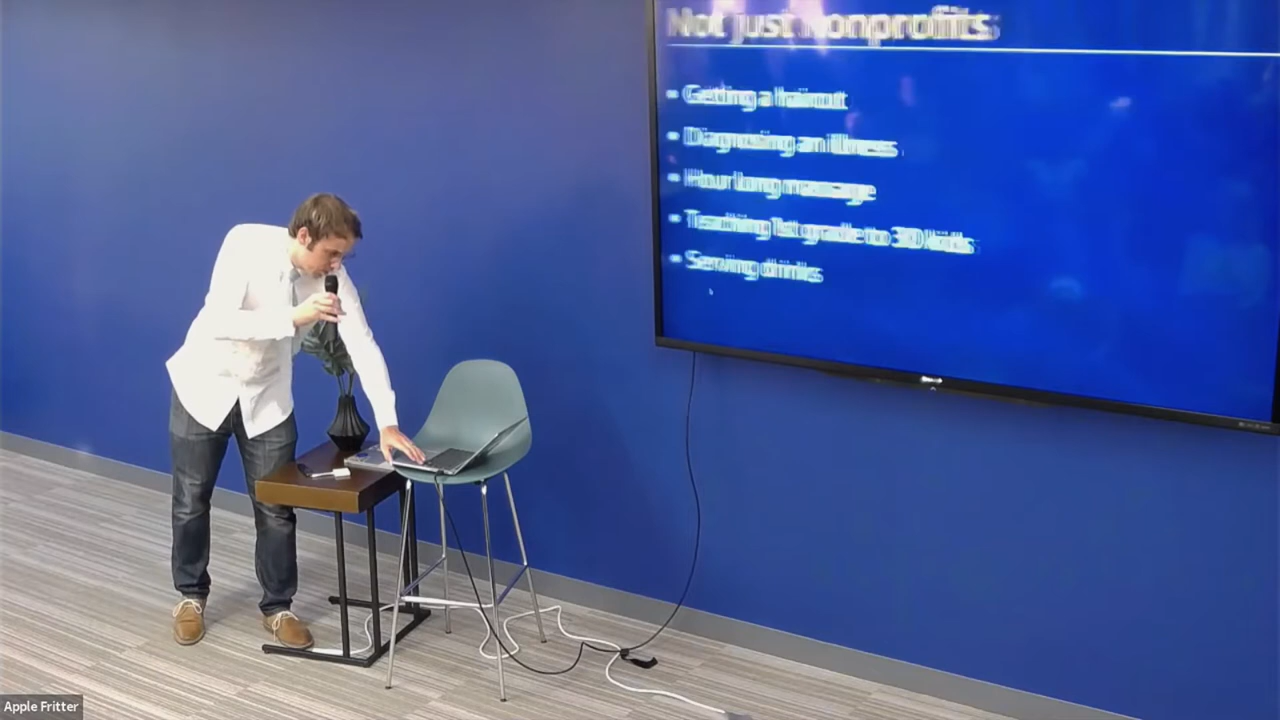 Not just Nonprofits
- Getting a haircut
- Diagnosing an illness
- Hour long massage
- Teaching 1st grade to 30 kids
- Serving drinks
Apple Fritter